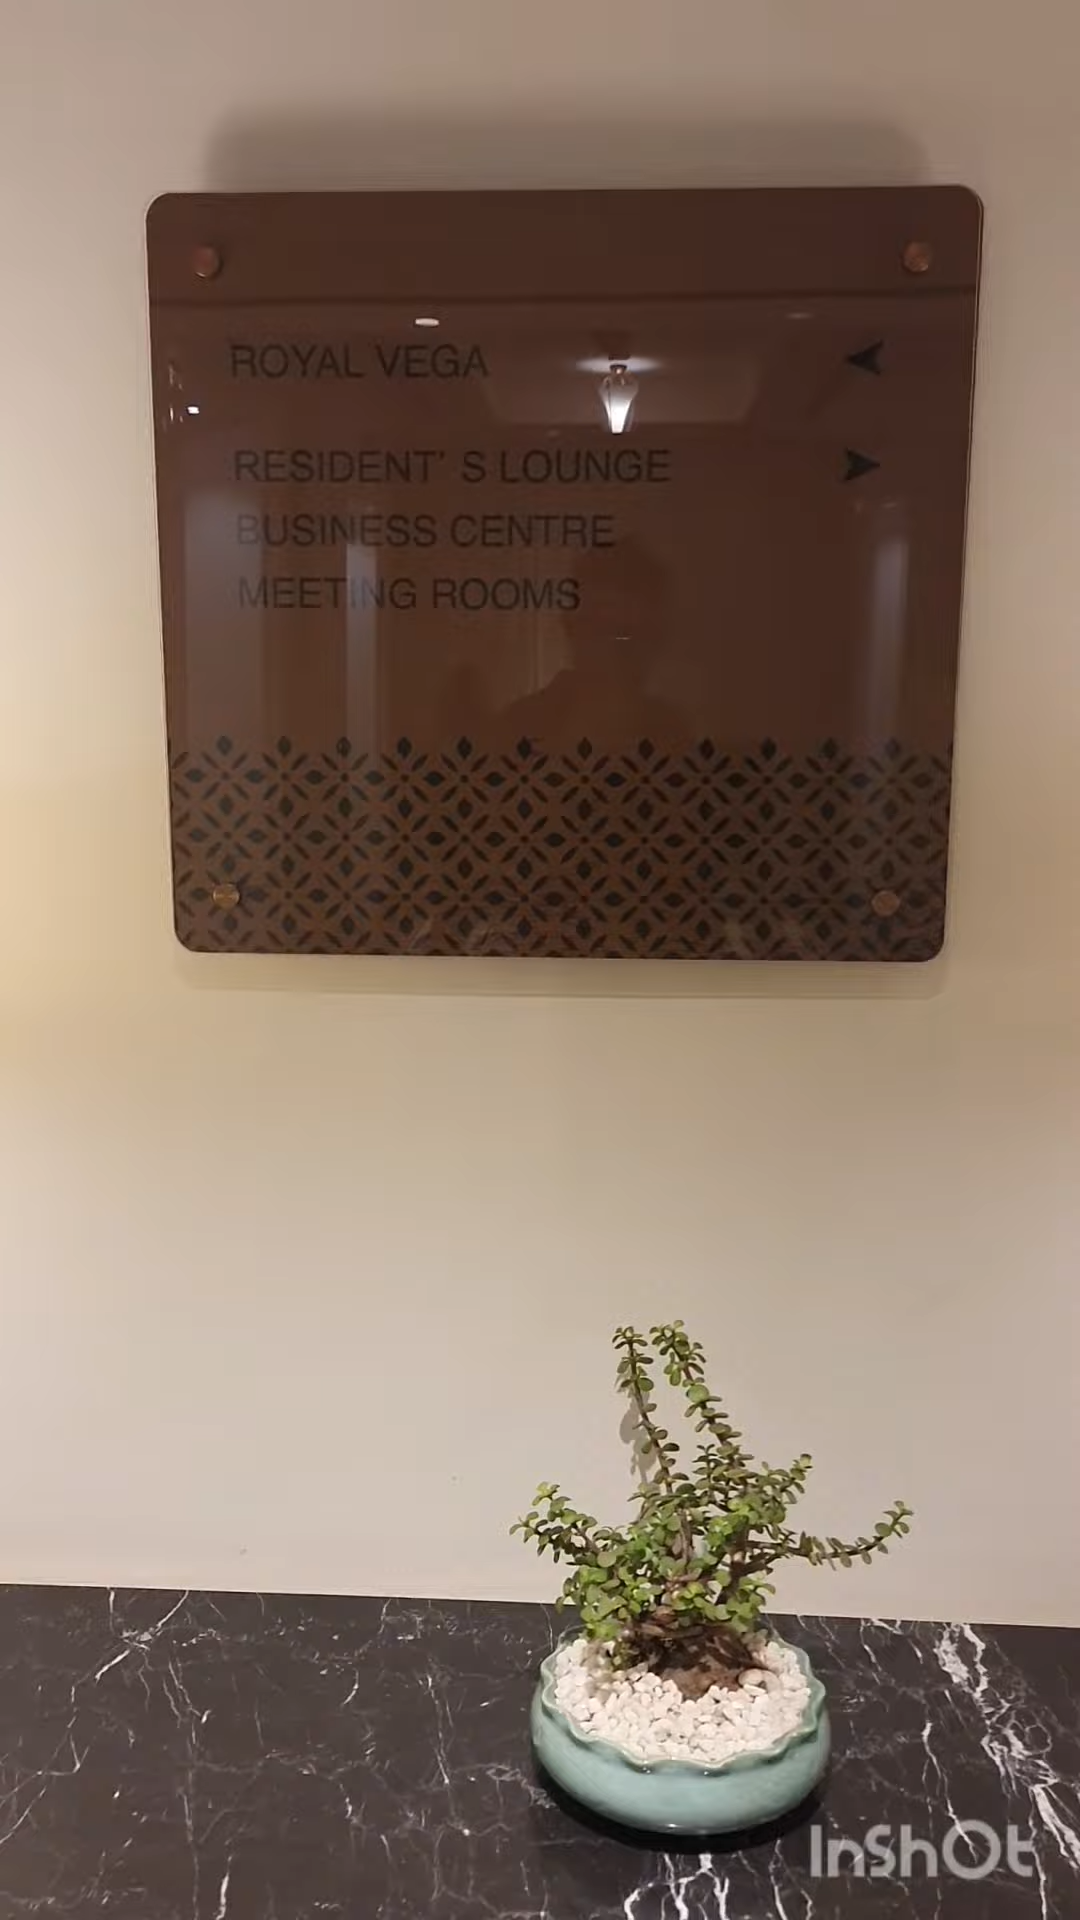 ROYAL VEGA
RESIDENT' S LOUNGE
BUSINESS CENTRE
MEETING ROOMS
InShOt